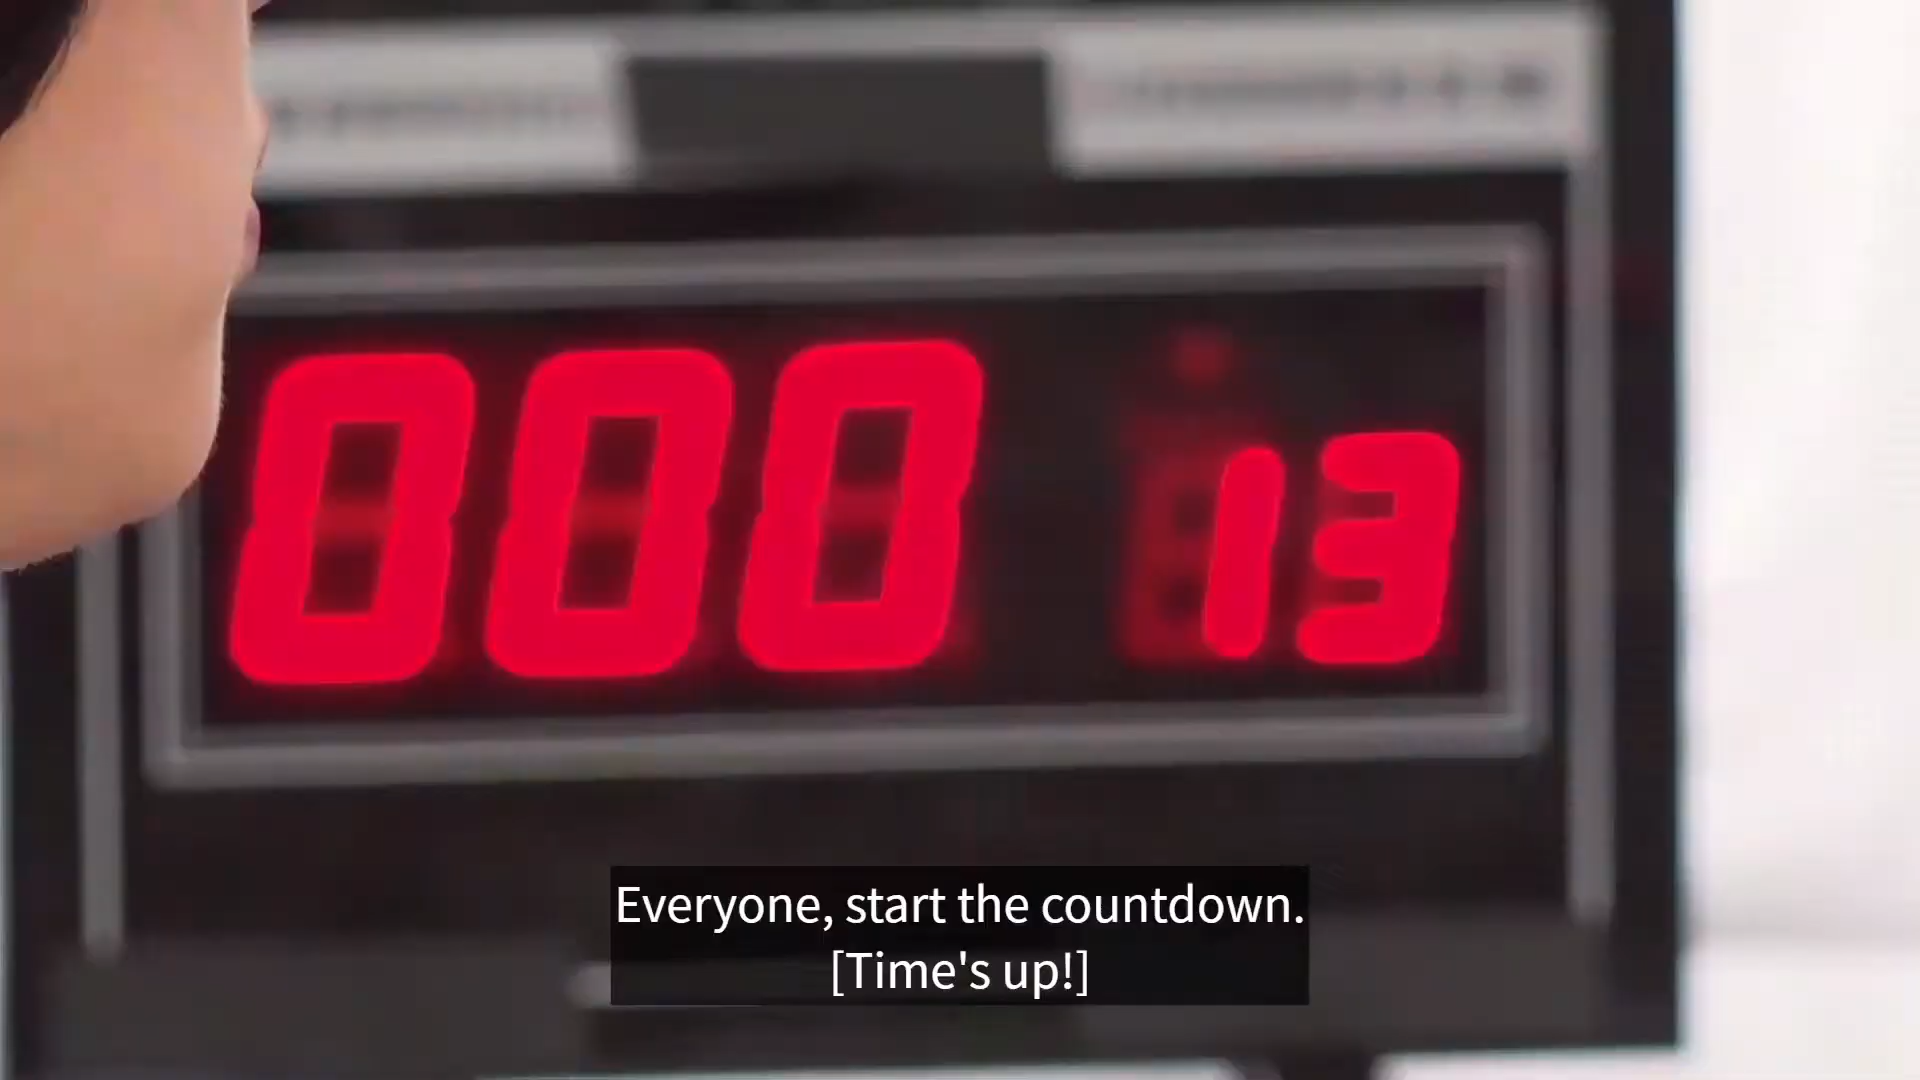 000 13
Everyone, start the countdown.
[Time's up!]